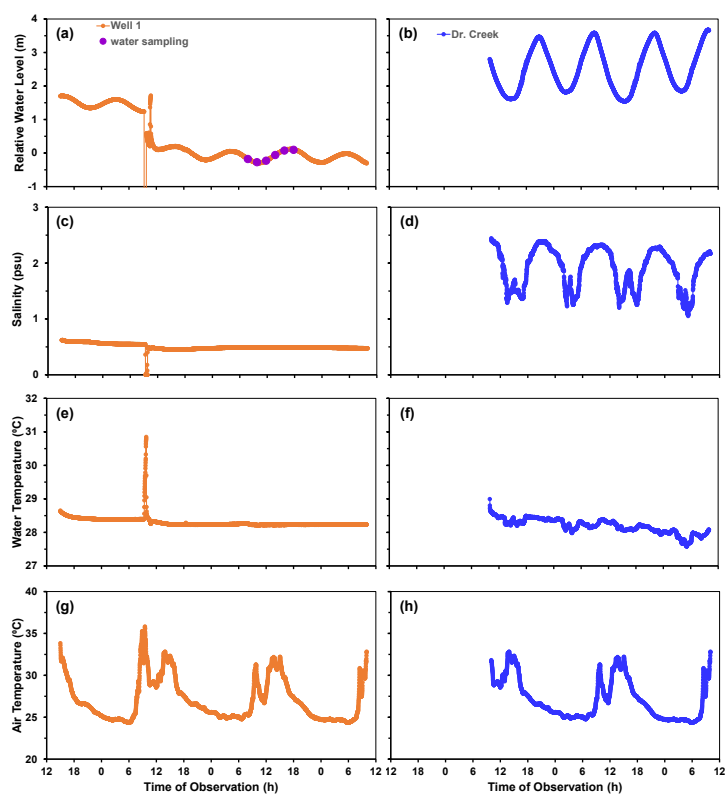 (a)
Well 1
water sampling
(b)
Dr. Creek
4
3
2
1
0
-1
Relative Water Level (m)
(c)
(d)
3
2
1
0
Salinity (psu)
(e)
(f)
33
32
31
30
29
28
27
Water Temperature (ºC)
(g)
(h)
40
35
30
25
20
Air Temperature (ºC)
12 18 0 6 12 18 0 6 12 18 0 6 12
12 18 0 6 12 18 0 6 12 18 0 6 12
Time of Observation (h)
Time of Observation (h)